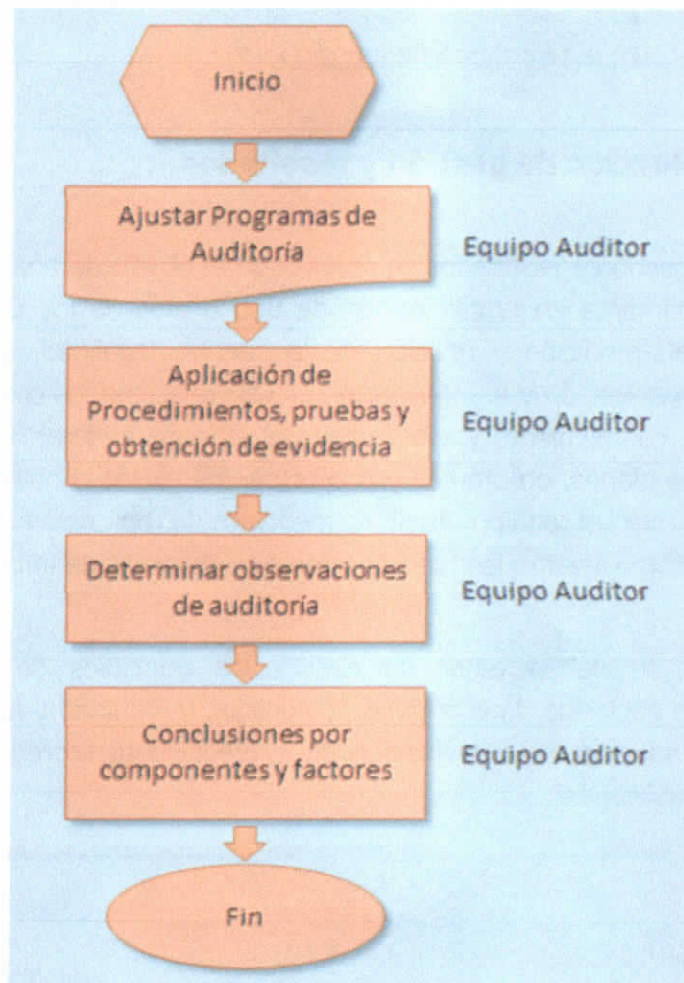 Inicio
Ajustar Programas de
Auditoría
Equipo Auditor
Aplicación de
Procedimientos, pruebas y
obtención de evidencia
Equipo Auditor
Determinar observaciones
de auditoría
Equipo Auditor
Conclusiones por
componentes y factores
Equipo Auditor
Fin